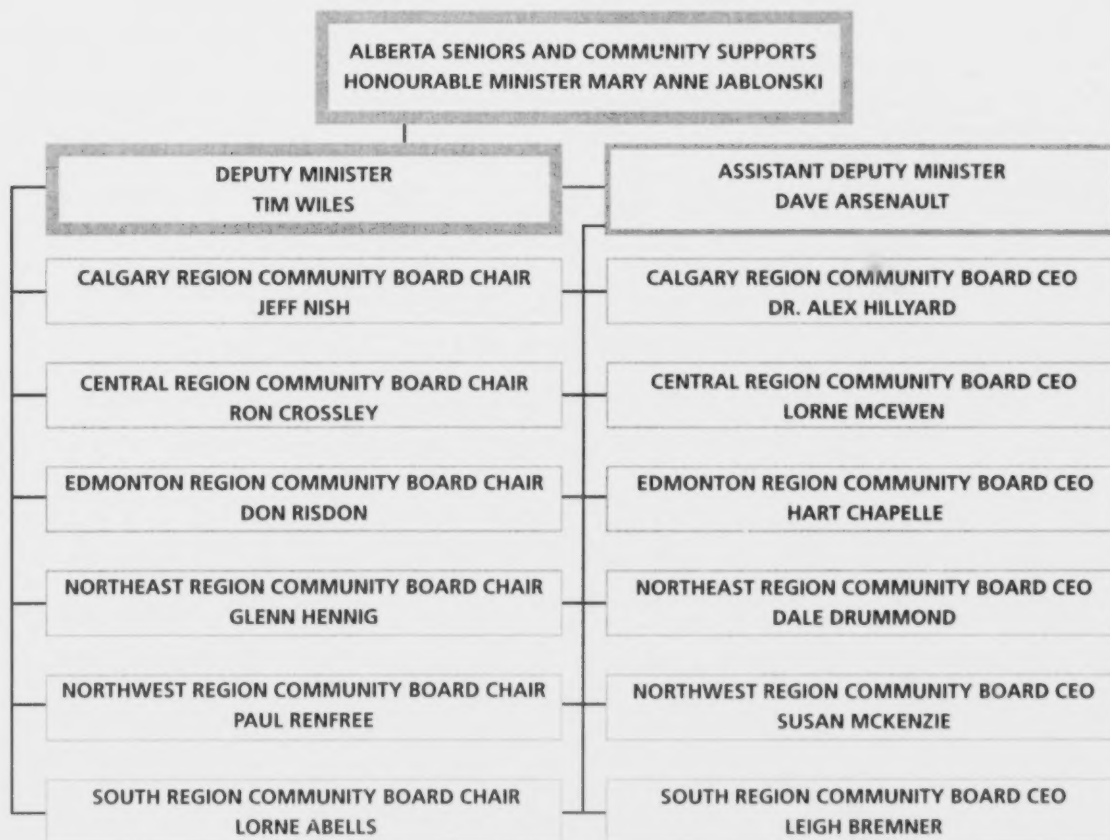 ALBERTA SENIORS AND COMMUNITY SUPPORTS
HONOURABLE MINISTER MARY ANNE JABLONSKI
DEPUTY MINISTER
TIM WILES
ASSISTANT DEPUTY MINISTER
DAVE ARSENAULT
CALGARY REGION COMMUNITY BOARD CHAIR
JEFF NISH
CALGARY REGION COMMUNITY BOARD CEO
DR. ALEX HILLYARD
CENTRAL REGION COMMUNITY BOARD CHAIR
RON CROSSLEY
CENTRAL REGION COMMUNITY BOARD CEO
LORNE MCEWEN
EDMONTON REGION COMMUNITY BOARD CHAIR
DON RISDON
EDMONTON REGION COMMUNITY BOARD CEO
HART CHAPELLE
NORTHEAST REGION COMMUNITY BOARD CHAIR
GLENN HENNIG
NORTHEAST REGION COMMUNITY BOARD CEO
DALE DRUMMOND
NORTHWEST REGION COMMUNITY BOARD CHAIR
PAUL RENFREE
NORTHWEST REGION COMMUNITY BOARD CEO
SUSAN MCKENZIE
SOUTH REGION COMMUNITY BOARD CHAIR
LORNE ABELLS
SOUTH REGION COMMUNITY BOARD CEO
LEIGH BREMNER